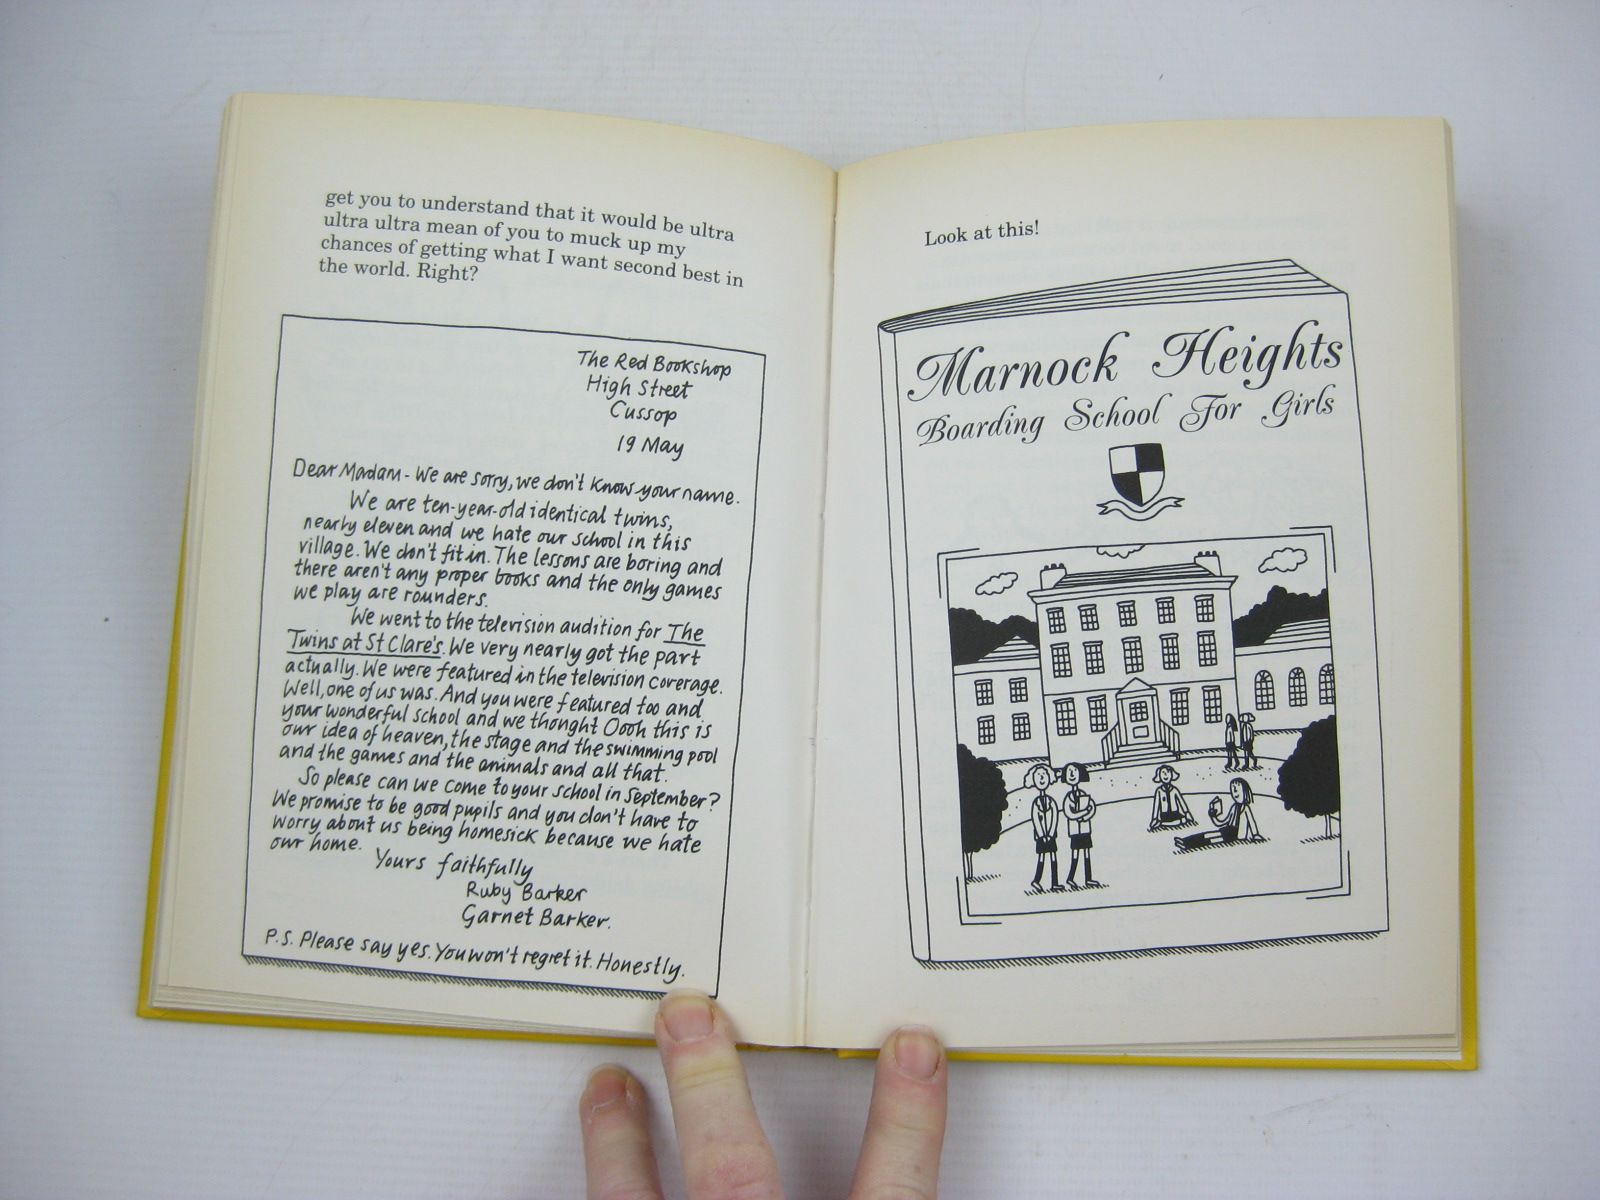 get you to understand that it would be ultra
ultra ultra mean of you to muck up my
chances of getting what I want second best in
the world. Right?
The Red Bookshop
High Street
Cussop
19 May
Dear Madam - We are sorry, we don't know your name.
We are ten-year-old identical twins,
nearly eleven and we hate our school in this
village. We don't fit in. The lessons are boring and
there aren't any proper books and the only games
we play are rounders.
We went to the television audition for The
Twins at St Clare's. We very nearly got the part
actually. We were featured in the television coverage.
Well, one of us was. And you were featured too and
your wonderful school and we thought Oooh this is
our idea of heaven, the stage and the swimming pool
and the games and the animals and all that.
So please can we come to your school in September?
We promise to be good pupils and you don't have to
worry about us being homesick because we hate
our home.
Yours faithfully
Ruby Barker
Garnet Barker.
P.S. Please say yes. You won't regret it. Honestly.
Look at this!
Marnock Heights
Boarding School For Girls